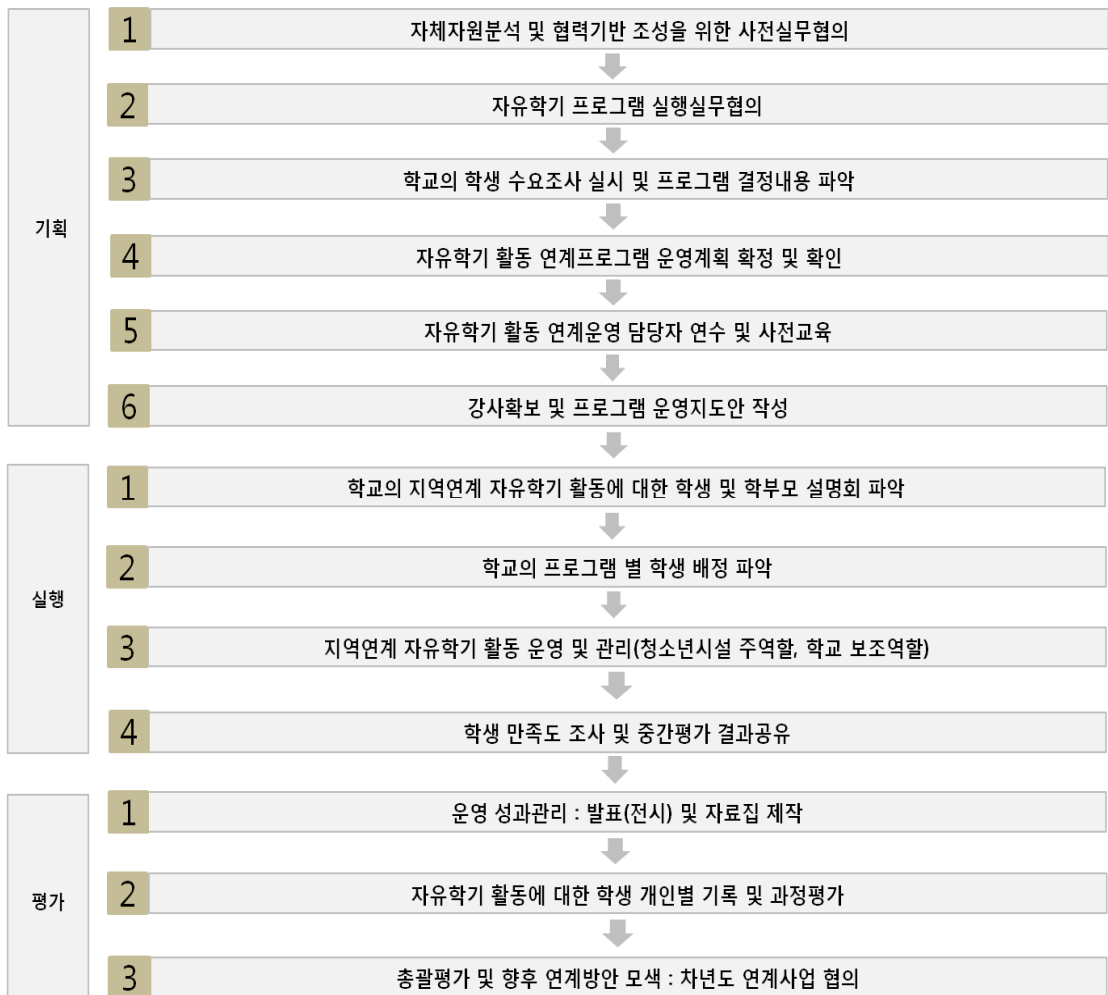 기획
1 자체자원분석 및 협력기반 조성을 위한 사전실무협의
2 자유학기 프로그램 실행실무협의
3 학교의 학생 수요조사 실시 및 프로그램 결정내용 파악
4 자유학기 활동 연계프로그램 운영계획 확정 및 확인
5 자유학기 활동 연계운영 담당자 연수 및 사전교육
6 강사확보 및 프로그램 운영지도안 작성
실행
1 학교의 지역연계 자유학기 활동에 대한 학생 및 학부모 설명회 파악
2 학교의 프로그램 별 학생 배정 파악
3 지역연계 자유학기 활동 운영 및 관리(청소년시설 주역할, 학교 보조역할)
4 학생 만족도 조사 및 중간평가 결과공유
평가
1 운영 성과관리 : 발표(전시) 및 자료집 제작
2 자유학기 활동에 대한 학생 개인별 기록 및 과정평가
3 총괄평가 및 향후 연계방안 모색 : 차년도 연계사업 협의